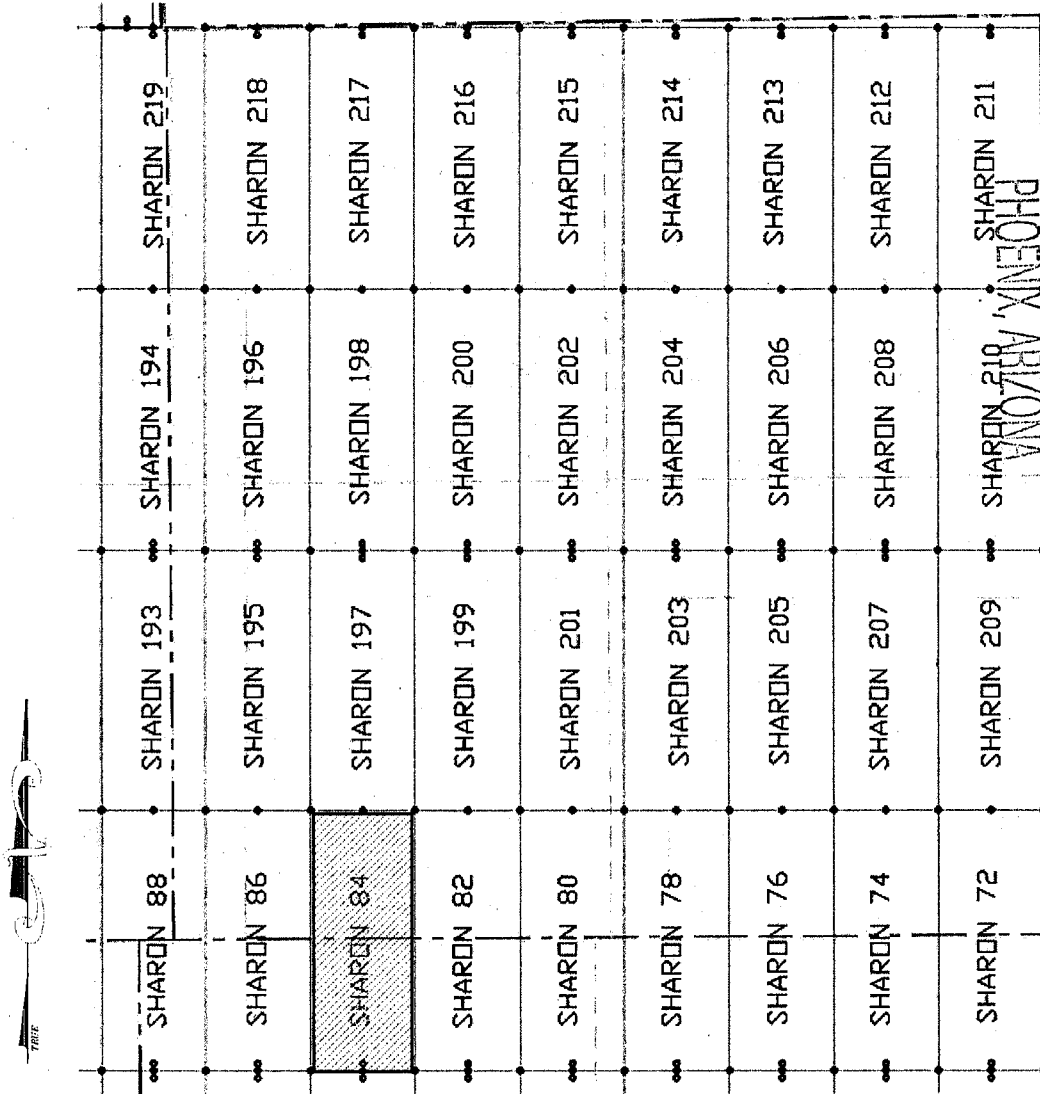 SHARON 219
SHARON 218
SHARON 217
SHARON 216
SHARON 215
SHARON 214
SHARON 213
SHARON 212
SHARON 211
SHARON 194
SHARON 196
SHARON 198
SHARON 200
SHARON 202
SHARON 204
SHARON 206
SHARON 208
SHARON 210
PHOENIX, ARIZONA
SHARON 193
SHARON 195
SHARON 197
SHARON 199
SHARON 201
SHARON 203
SHARON 205
SHARON 207
SHARON 209
SHARON 88
SHARON 86
SHARON 84
SHARON 82
SHARON 80
SHARON 78
SHARON 76
SHARON 74
SHARON 72
TRUE